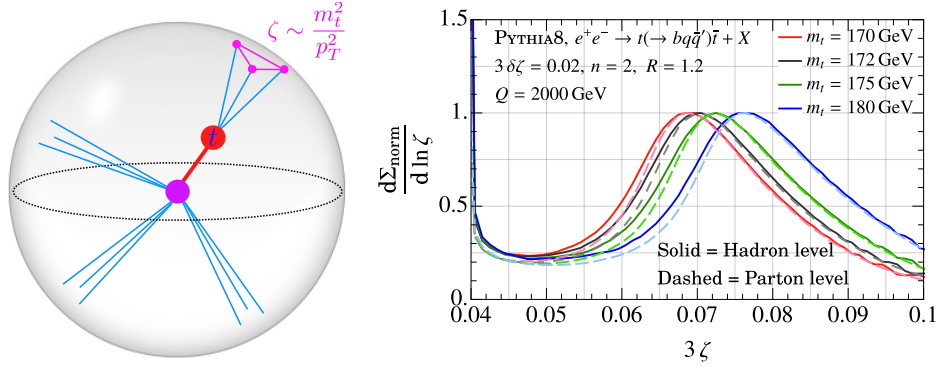 ζ ~ m_t^2 / p_T^2
t
PYTHIA8, e⁺e⁻ → t(→ bqq̄′)t̄ + X
3 δζ = 0.02, n = 2, R = 1.2
Q = 2000 GeV
m_t = 170 GeV
m_t = 172 GeV
m_t = 175 GeV
m_t = 180 GeV
dΣ_norm / d ln ζ
1.5
1.0
0.5
0.
Solid = Hadron level
Dashed = Parton level
0.04 0.05 0.06 0.07 0.08 0.09 0.1
3 ζ